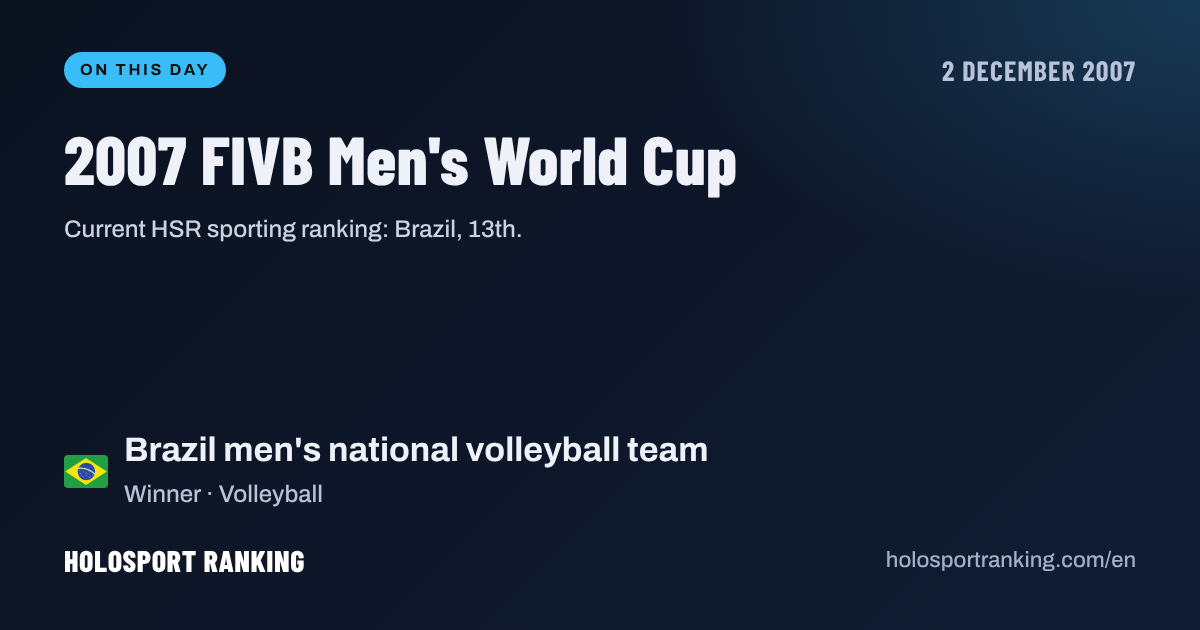 ON THIS DAY
2 DECEMBER 2007
2007 FIVB Men's World Cup
Current HSR sporting ranking: Brazil, 13th.
Brazil men's national volleyball team
Winner · Volleyball
HOLOSPORT RANKING
holosportranking.com/en